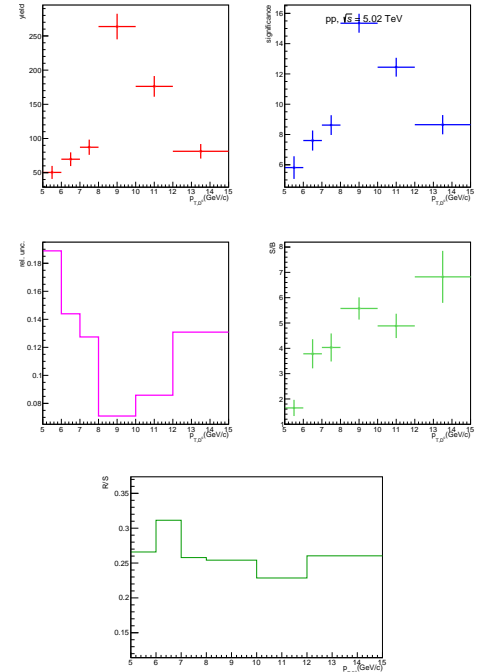 yield
250
200
150
100
50
5 6 7 8 9 10 11 12 13 14 15
(GeV/c)
significance
pp, √s = 5.02 TeV
16
14
12
10
8
6
5 6 7 8 9 10 11 12 13 14 15
(GeV/c)
rel. unc.
0.18
0.16
0.14
0.12
0.1
0.08
5 6 7 8 9 10 11 12 13 14 15
(GeV/c)
S/B
8
7
6
5
4
3
2
5 6 7 8 9 10 11 12 13 14 15
(GeV/c)
R/S
0.35
0.3
0.25
0.2
0.15
5 6 7 8 9 10 11 12 13 14 15
(GeV/c)